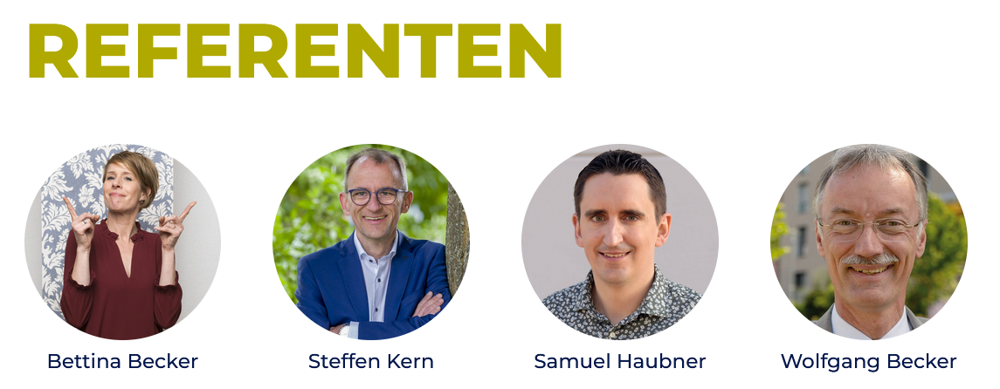 REFERENTEN
Bettina Becker
Steffen Kern
Samuel Haubner
Wolfgang Becker